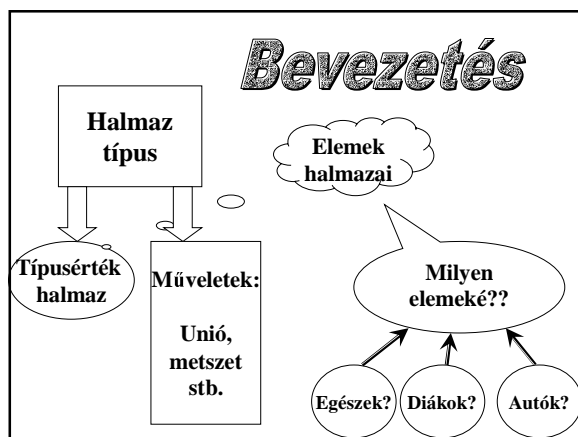 Bevezetés
Halmaz
típus
Elemek
halmazai
Típusérték
halmaz
Műveletek:
Unió,
metszet
stb.
Milyen
elemeké??
Egészek?
Diákok?
Autók?